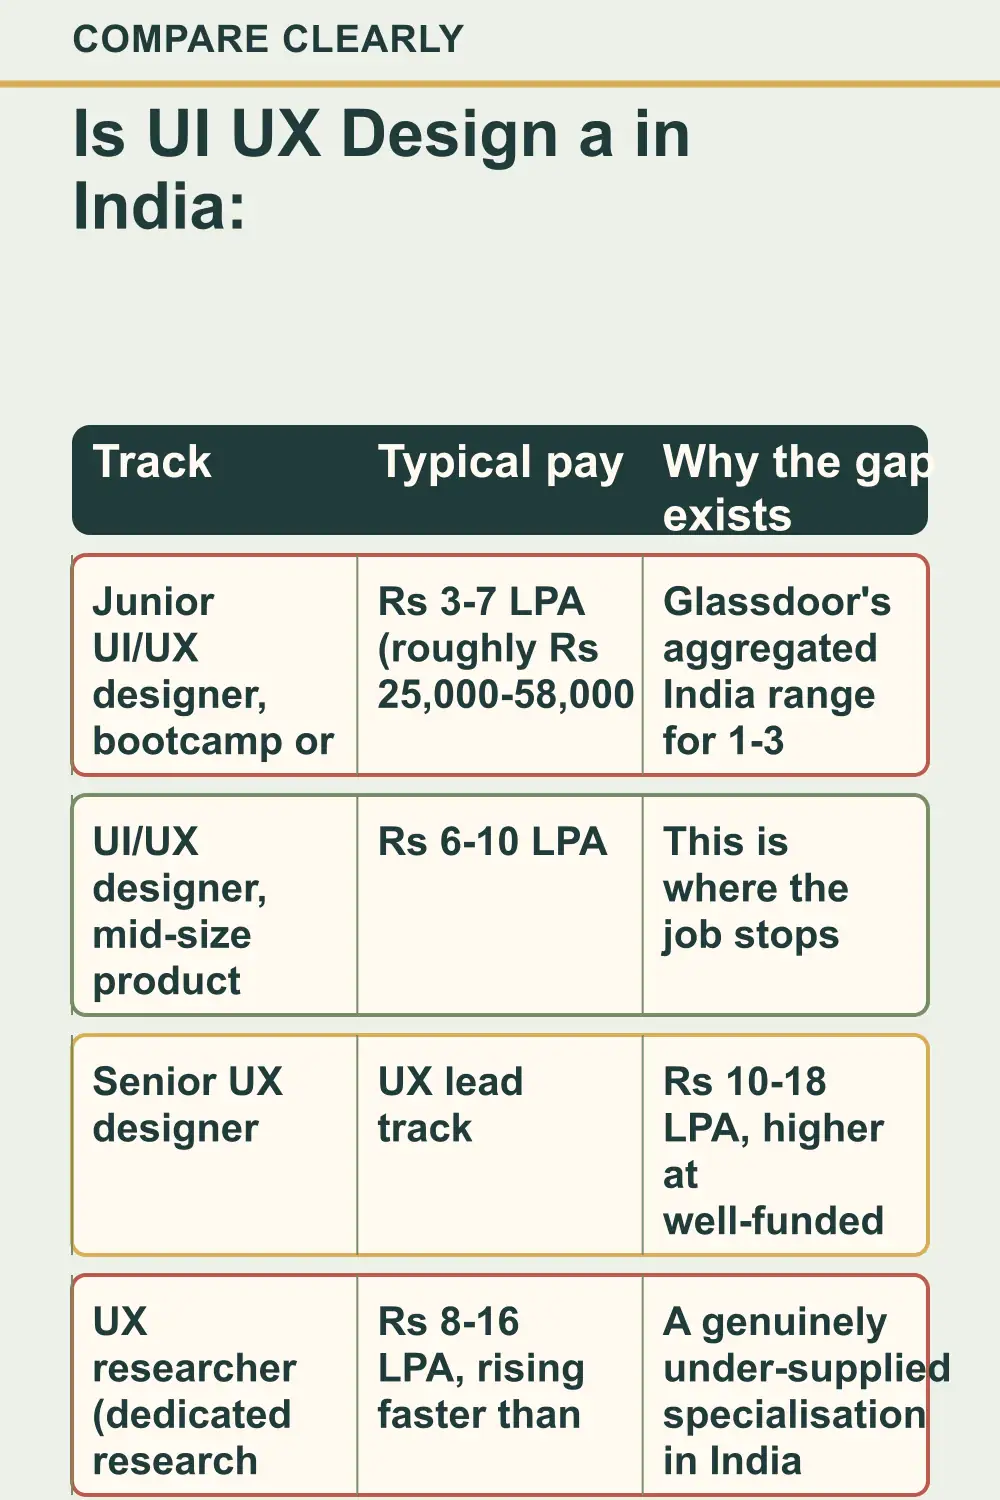 COMPARE CLEARLY
Is UI UX Design a in
India:
Track
Typical pay
Why the gap
exists
Junior
UI/UX
designer,
bootcamp or
Rs 3-7 LPA
(roughly Rs
25,000-58,000
Glassdoor's
aggregated
India range
for 1-3
UI/UX
designer,
mid-size
product
Rs 6-10 LPA
This is
where the
job stops
Senior UX
designer
UX lead
track
Rs 10-18
LPA, higher
at
well-funded
UX
researcher
(dedicated
research
Rs 8-16
LPA, rising
faster than
A genuinely
under-supplied
specialisation
in India